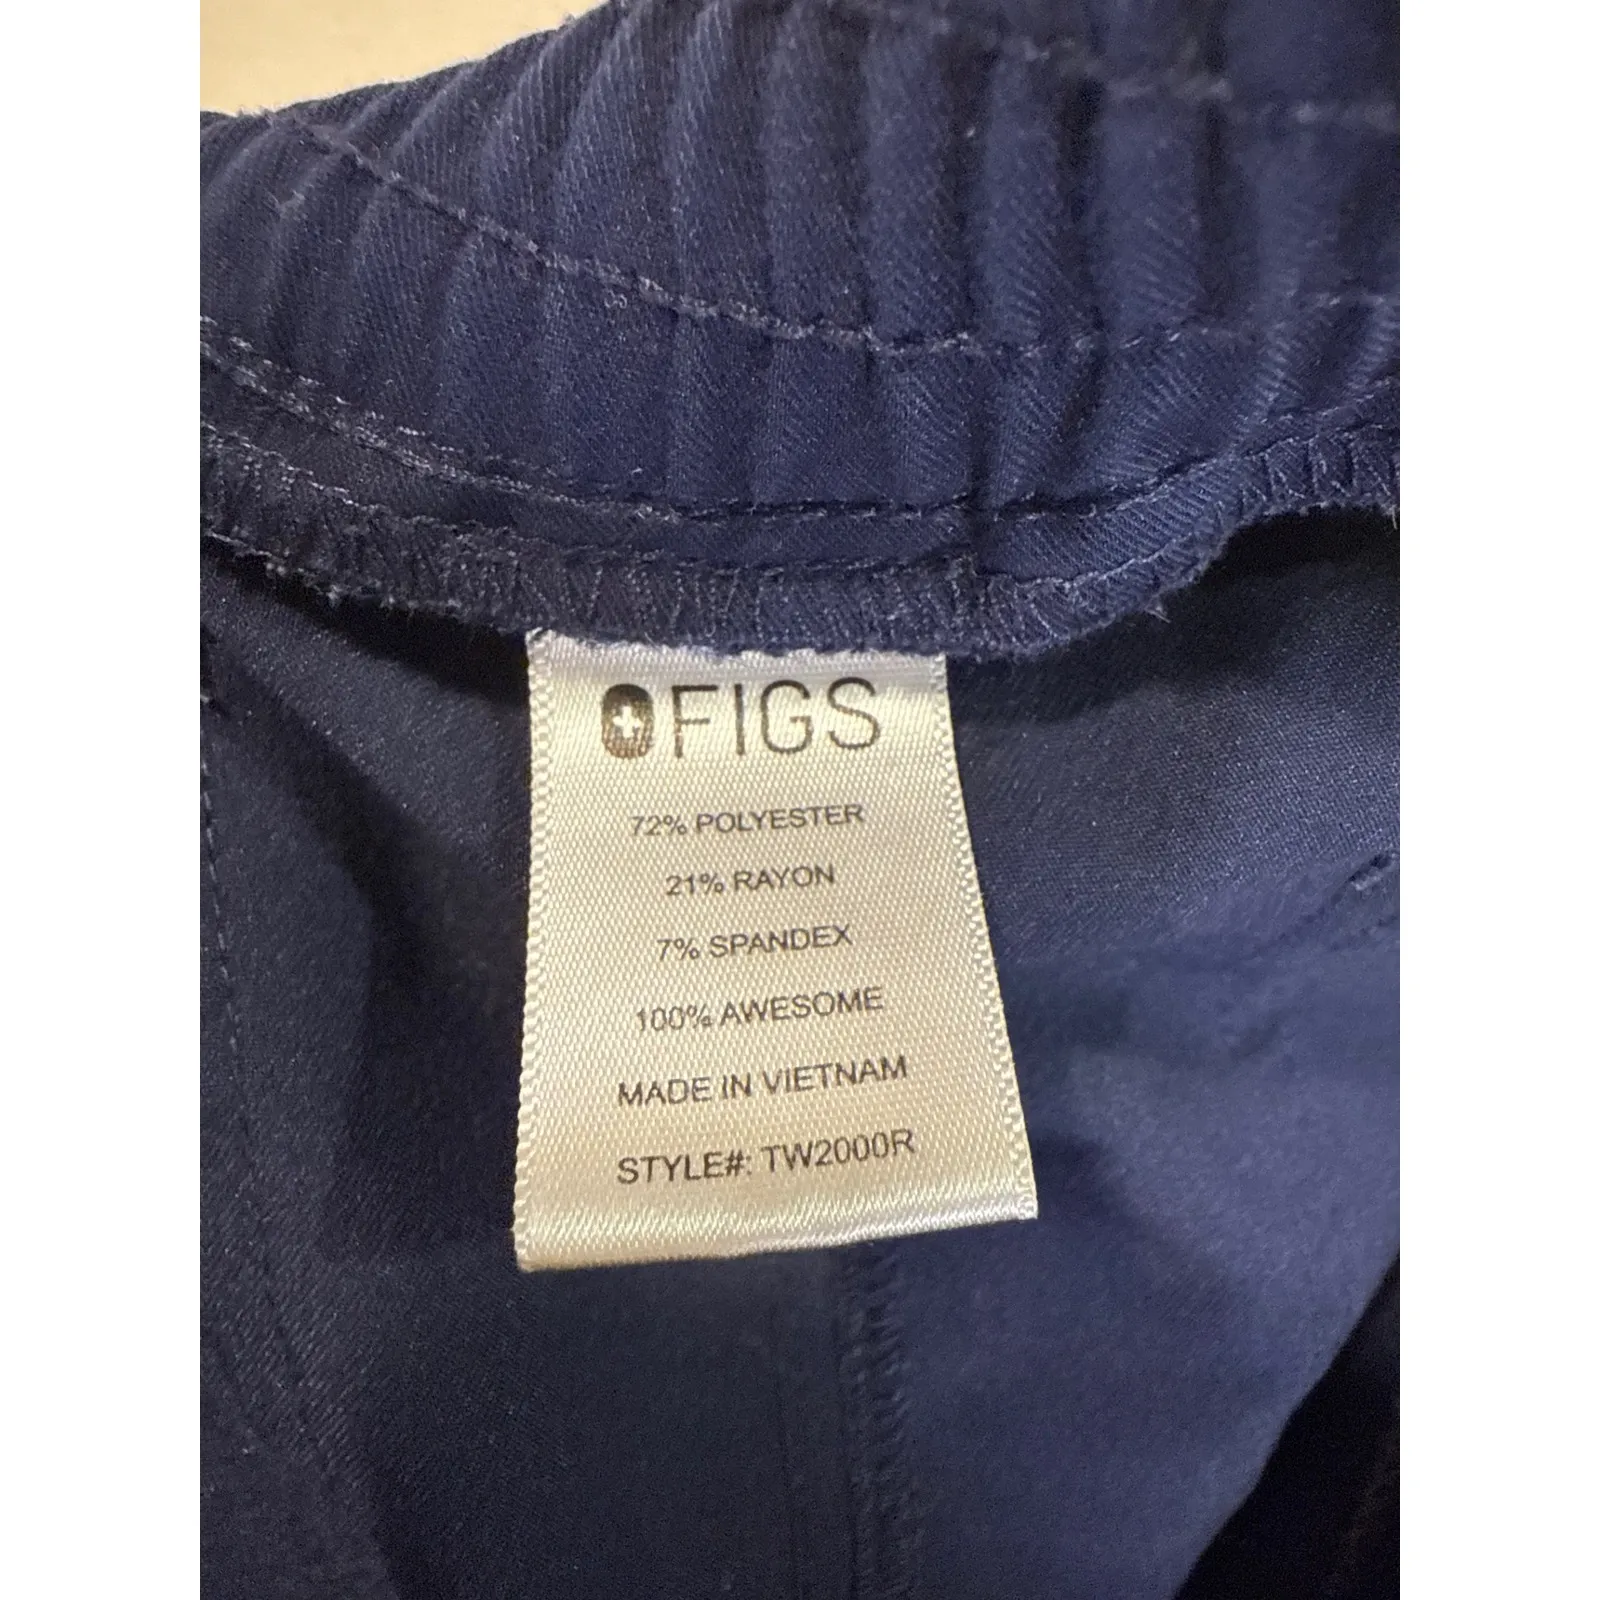 FIGS
72% POLYESTER
21% RAYON
7% SPANDEX
100% AWESOME
MADE IN VIETNAM
STYLE#: TW2000R